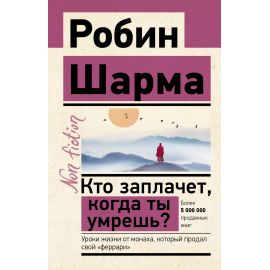 Робин
Шарма
Non fiction
Кто заплачет,
когда ты
умрешь?
Более
5 000 000
проданных
книг
Уроки жизни от монаха, который продал
свой «феррари»